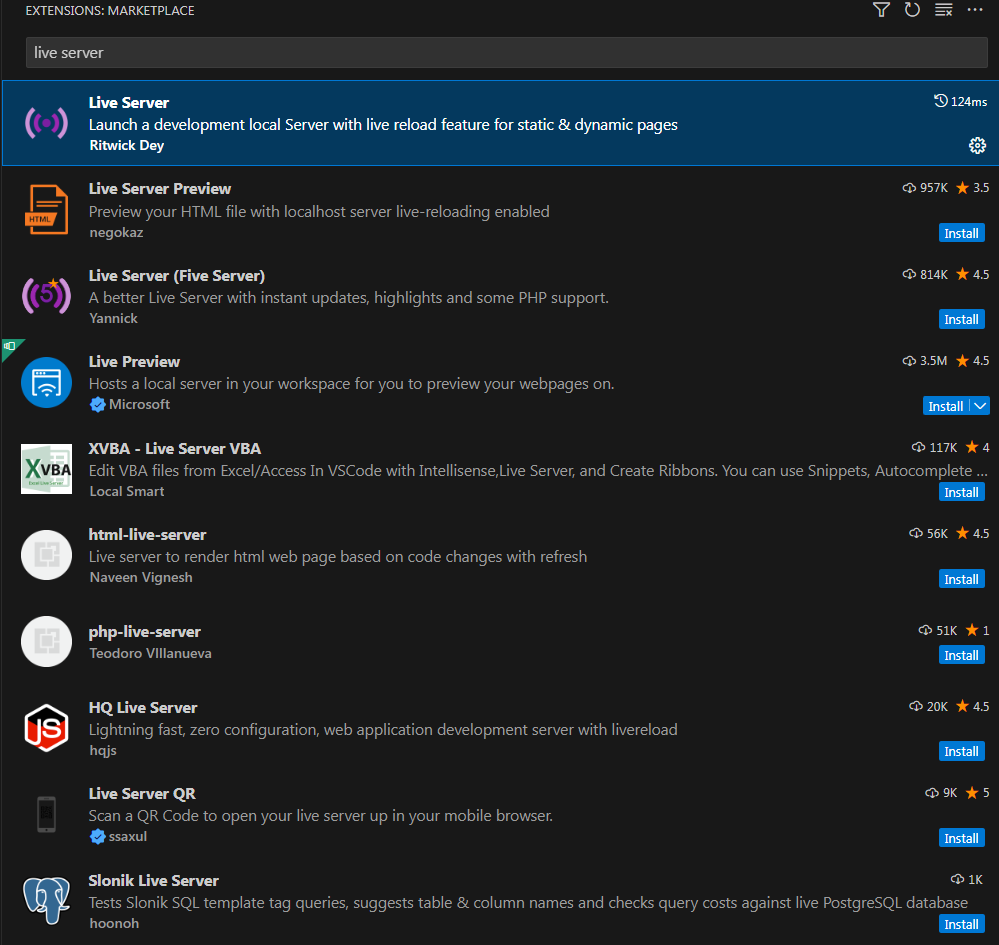 EXTENSIONS: MARKETPLACE
live server
Live Server
124ms
Launch a development local Server with live reload feature for static & dynamic pages
Ritwick Dey
Live Server Preview
957K 3.5
Preview your HTML file with localhost server live-reloading enabled
negokaz
Install
HTML
Live Server (Five Server)
814K 4.5
A better Live Server with instant updates, highlights and some PHP support.
Yannick
Install
5
Live Preview
3.5M 4.5
Hosts a local server in your workspace for you to preview your webpages on.
Microsoft
Install
XVBA - Live Server VBA
117K 4
Edit VBA files from Excel/Access In VSCode with Intellisense,Live Server, and Create Ribbons. You can use Snippets, Autocomplete ...
Local Smart
Install
XVBA
html-live-server
56K 4.5
Live server to render html web page based on code changes with refresh
Naveen Vignesh
Install
php-live-server
51K 1
Teodoro VIllanueva
Install
HQ Live Server
20K 4.5
Lightning fast, zero configuration, web application development server with livereload
hqjs
Install
JS
Live Server QR
9K 5
Scan a QR Code to open your live server up in your mobile browser.
ssaxul
Install
Slonik Live Server
1K
Tests Slonik SQL template tag queries, suggests table & column names and checks query costs against live PostgreSQL database
hoonoh
Install